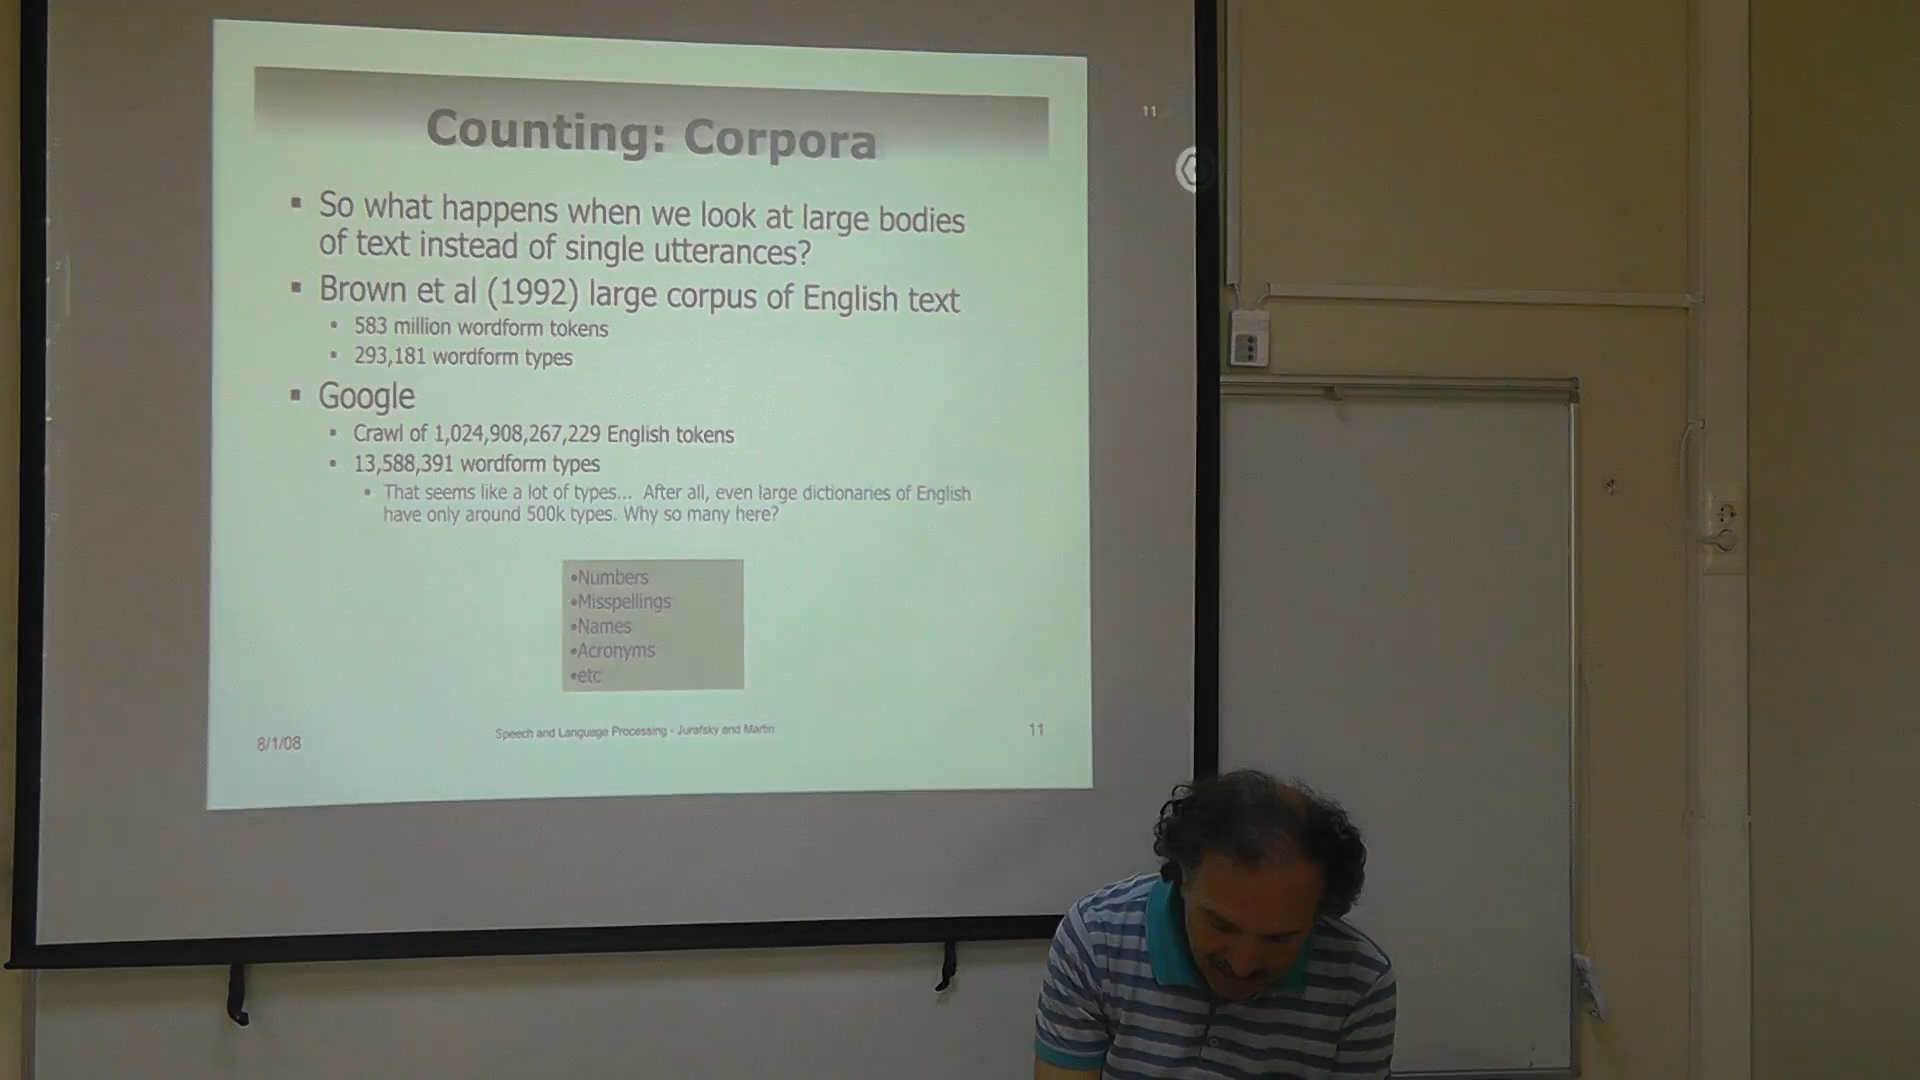 Counting: Corpora
11
▪ So what happens when we look at large bodies
of text instead of single utterances?
▪ Brown et al (1992) large corpus of English text
• 583 million wordform tokens
• 293,181 wordform types
▪ Google
• Crawl of 1,024,908,267,229 English tokens
• 13,588,391 wordform types
• That seems like a lot of types... After all, even large dictionaries of English
have only around 500k types. Why so many here?
•Numbers
•Misspellings
•Names
•Acronyms
•etc
8/1/08
Speech and Language Processing - Jurafsky and Martin
11